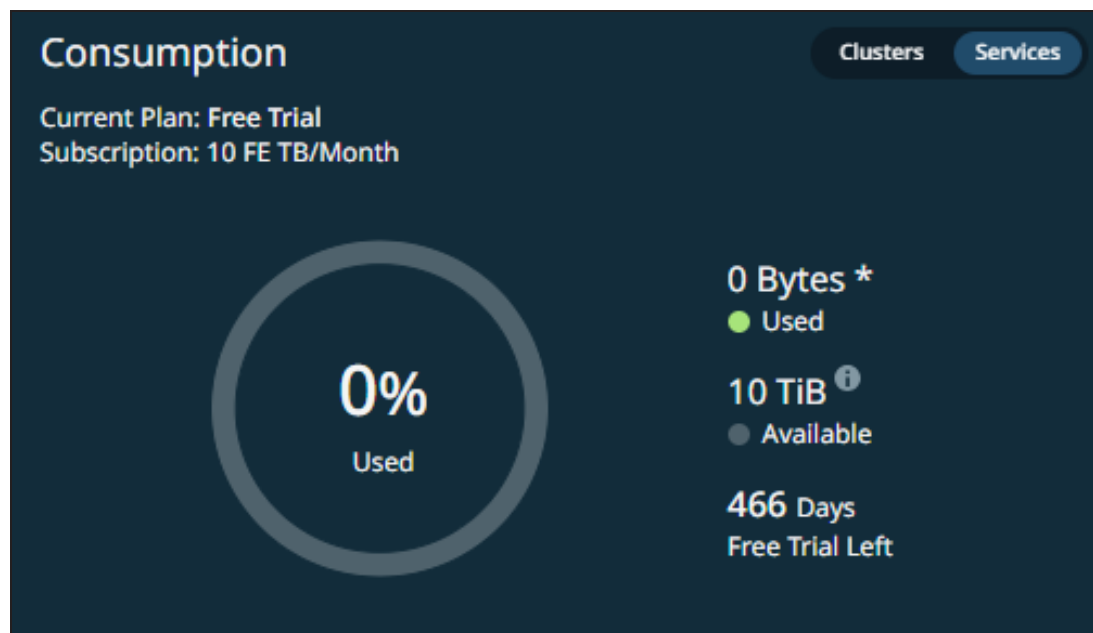 Consumption
Clusters
Services
Current Plan: Free Trial
Subscription: 10 FE TB/Month
0 Bytes *
Used
0%
Used
10 TiB
Available
466 Days
Free Trial Left